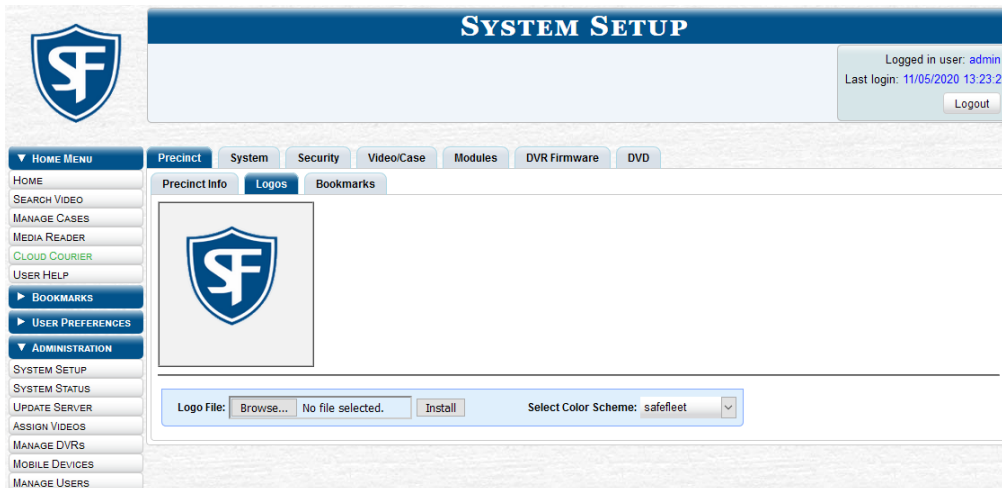 SYSTEM SETUP
SF
Logged in user: admin
Last login: 11/05/2020 13:23:2
Logout
▼ HOME MENU
HOME
SEARCH VIDEO
MANAGE CASES
MEDIA READER
CLOUD COURIER
USER HELP
► BOOKMARKS
► USER PREFERENCES
▼ ADMINISTRATION
SYSTEM SETUP
SYSTEM STATUS
UPDATE SERVER
ASSIGN VIDEOS
MANAGE DVRS
MOBILE DEVICES
MANAGE USERS
Precinct System Security Video/Case Modules DVR Firmware DVD
Precinct Info Logos Bookmarks
SF
Logo File: Browse... No file selected. Install Select Color Scheme: safefleet